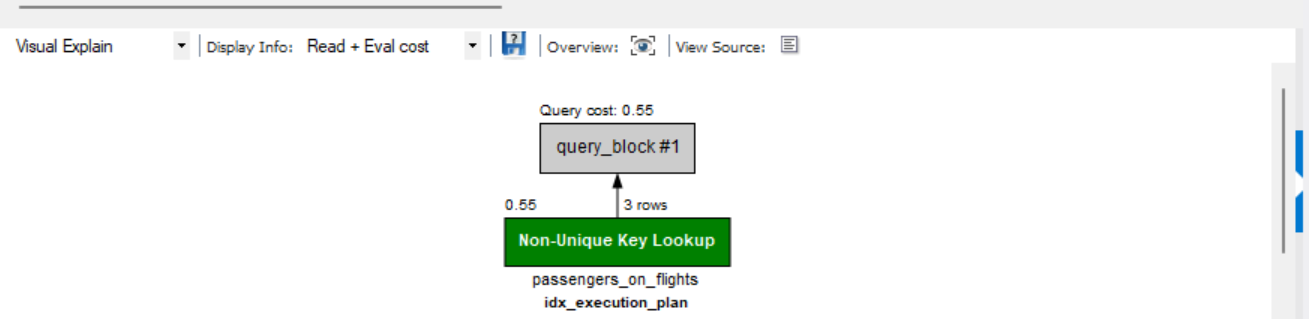 Visual Explain Display Info: Read + Eval cost Overview: View Source:
Query cost: 0.55
query_block #1
0.55 3 rows
Non-Unique Key Lookup
passengers_on_flights
idx_execution_plan